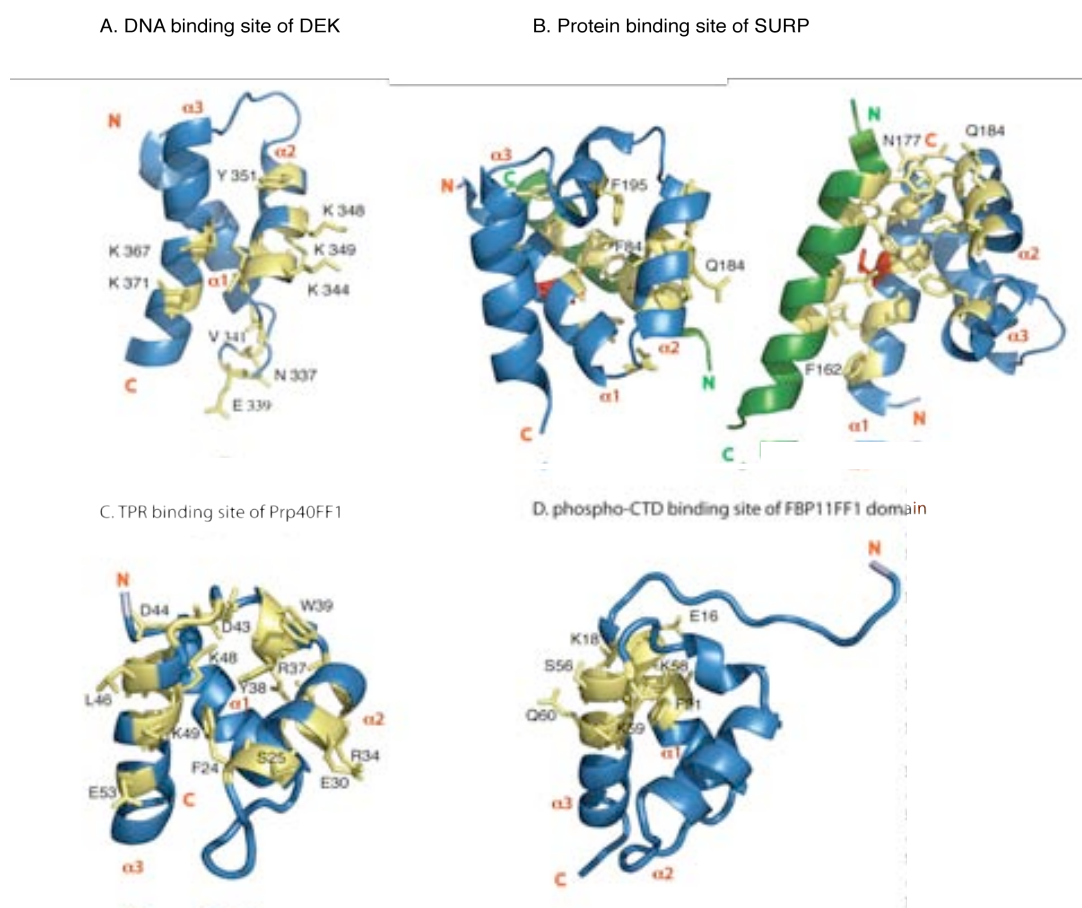 A. DNA binding site of DEK
B. Protein binding site of SURP
N
α3
α2
Y 351
K 348
K 349
K 367
K 371
α1
K 344
V 341
N 337
E 339
C
α3
N
C
F195
F84
Q184
α2
N
α1
C
N
N177
C
Q184
α2
α3
F162
α1
N
C
C. TPR binding site of Prp40FF1
D. phospho-CTD binding site of FBP11FF1 domain
N
D44
D43
W39
K48
R37
Y38
L46
α1
α2
K49
F24
S25
R34
E30
E53
C
α3
N
E16
K18
S56
K58
Q60
α1
α3
C
α2